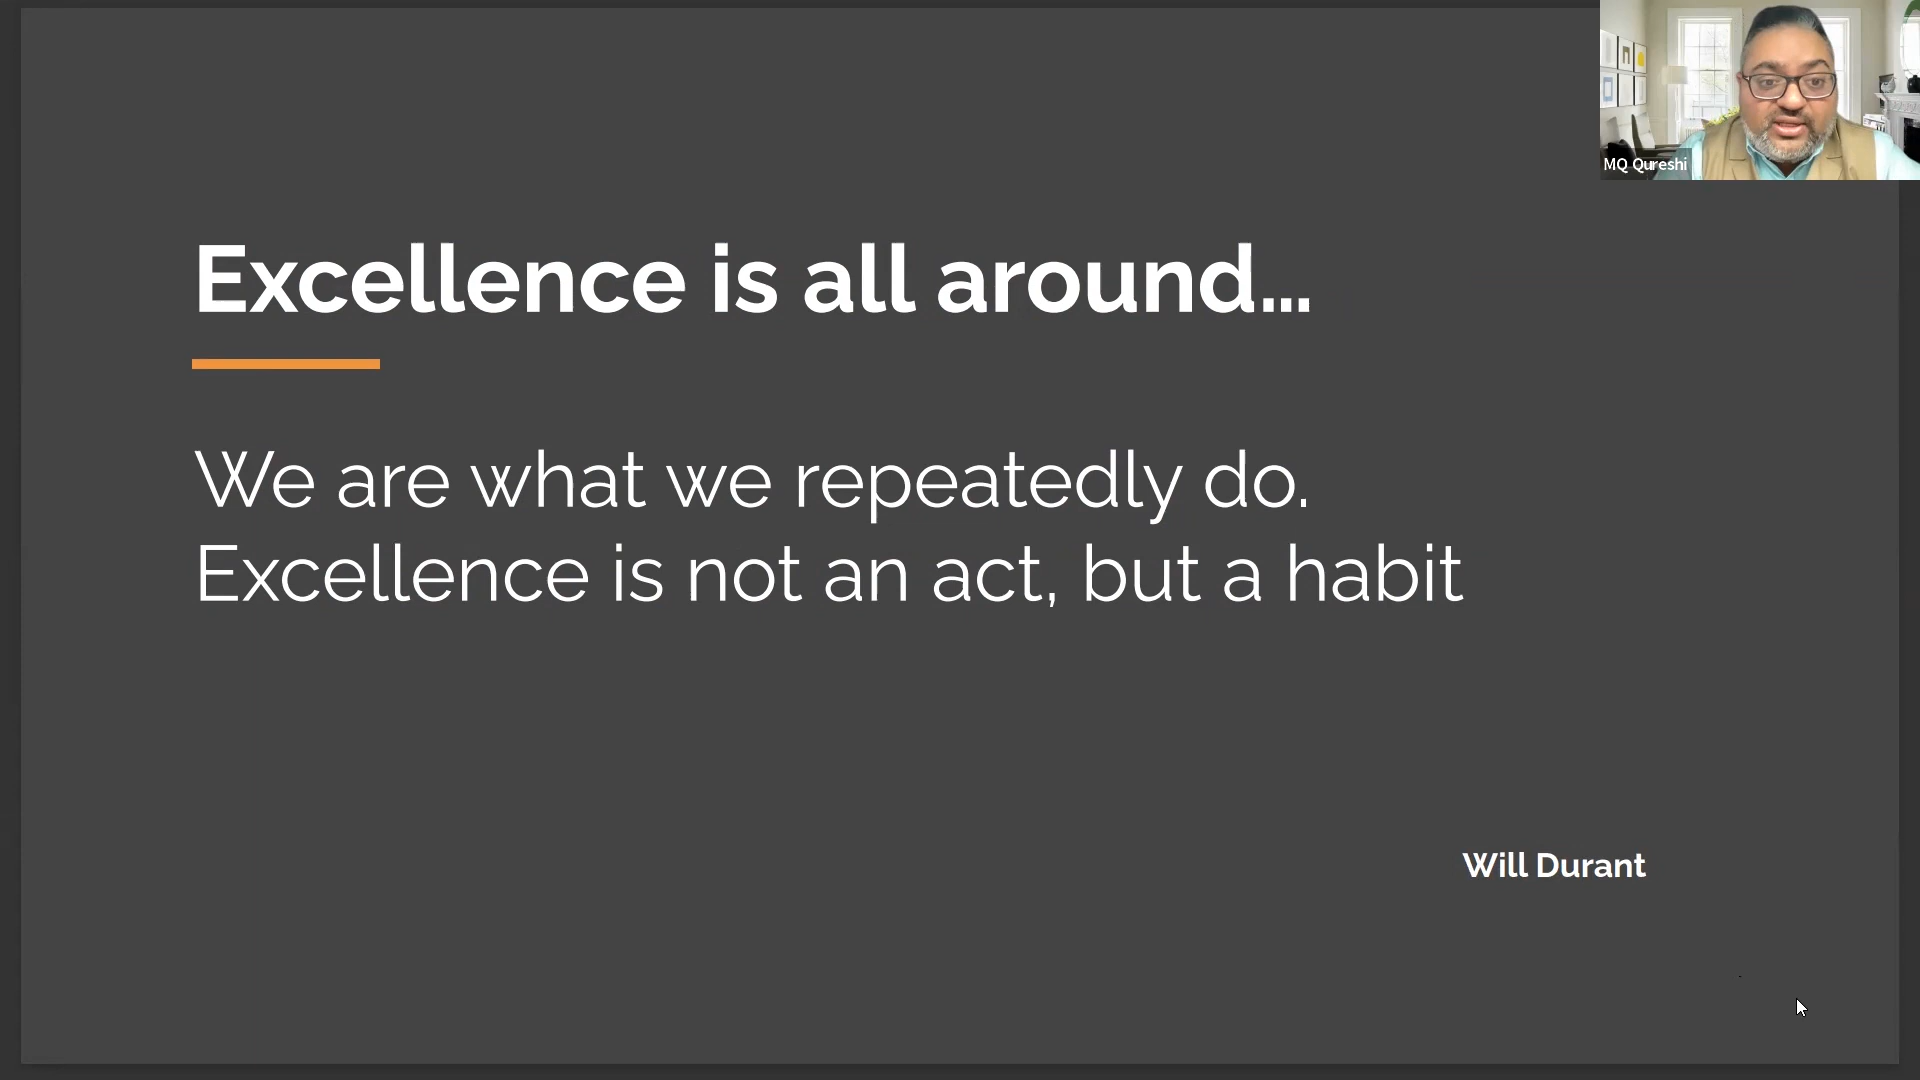 MQ Qureshi
Excellence is all around...
We are what we repeatedly do.
Excellence is not an act, but a habit
Will Durant